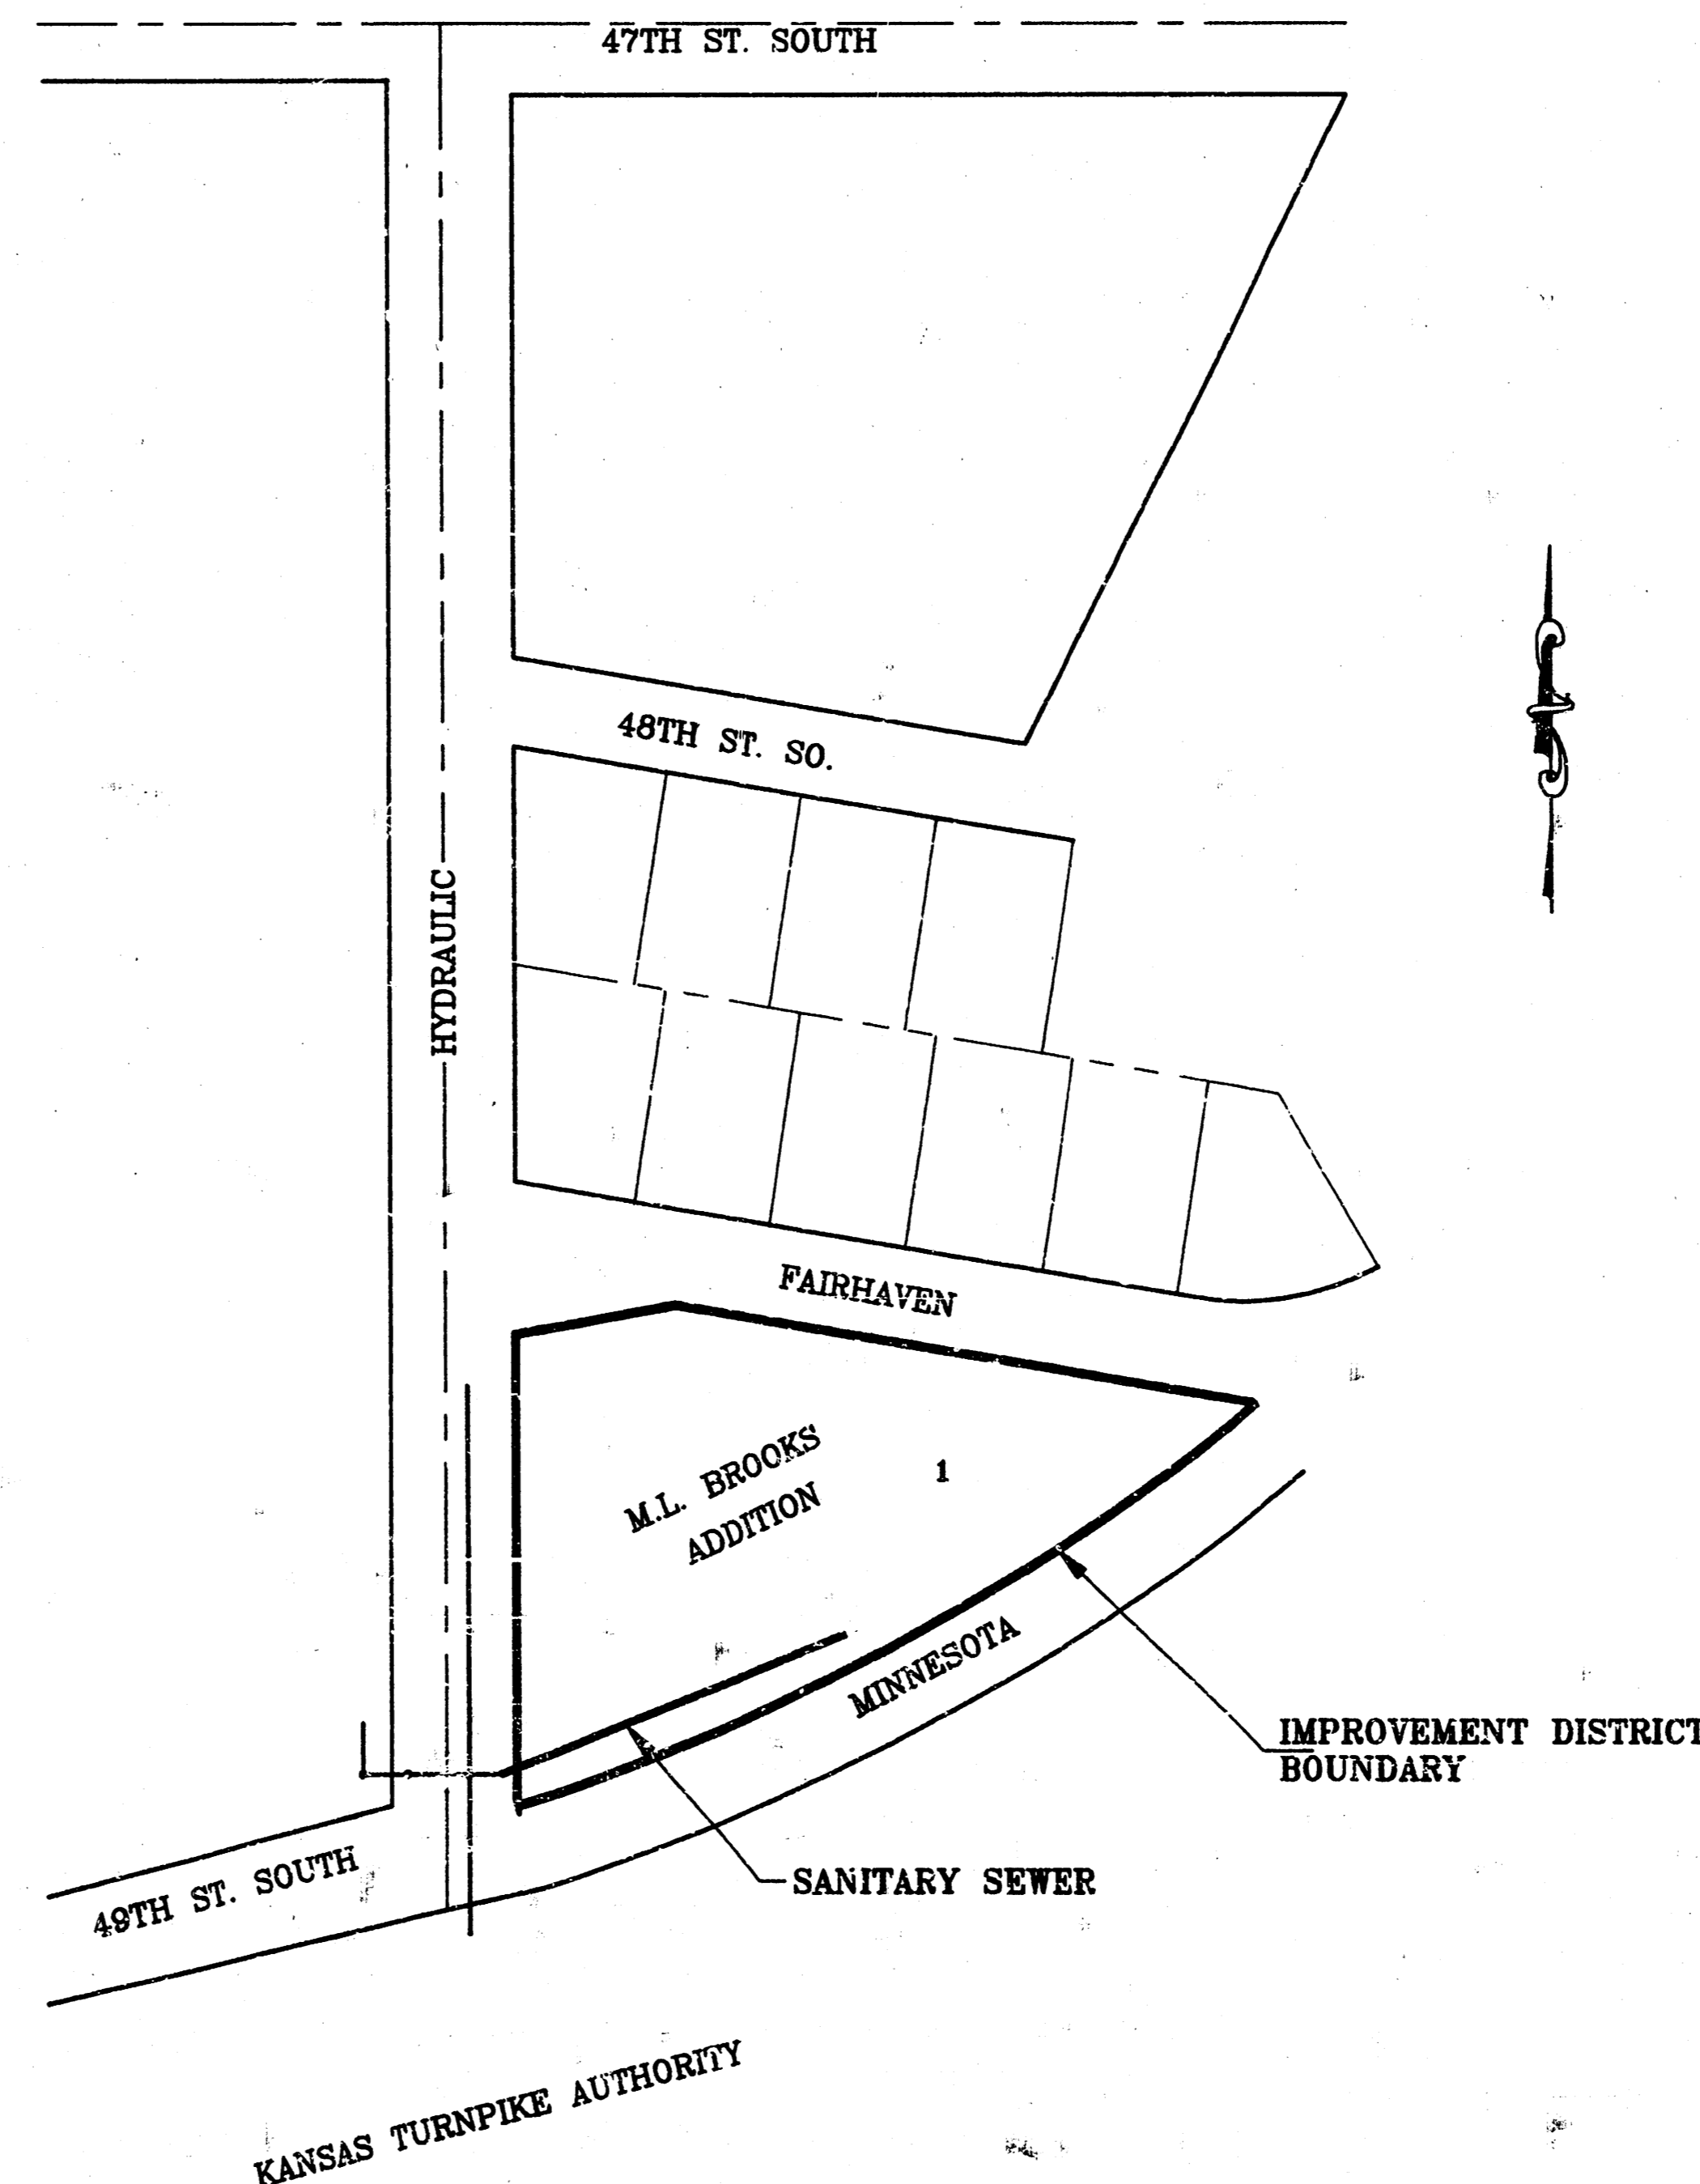 47TH ST. SOUTH
48TH ST. SO.
HYDRAULIC
FAIRHAVEN
M.L. BROOKS
ADDITION
1
MINNESOTA
IMPROVEMENT DISTRICT
BOUNDARY
SANITARY SEWER
49TH ST. SOUTH
KANSAS TURNPIKE AUTHORITY